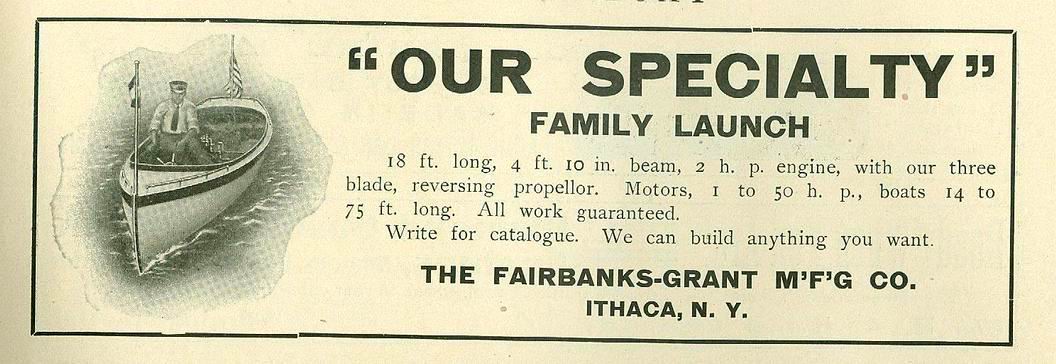 “OUR SPECIALTY”
FAMILY LAUNCH
18 ft. long, 4 ft. 10 in. beam, 2 h. p. engine, with our three
blade, reversing propellor. Motors, 1 to 50 h. p., boats 14 to
75 ft. long. All work guaranteed.
Write for catalogue. We can build anything you want.
THE FAIRBANKS-GRANT M’F’G CO.
ITHACA, N. Y.